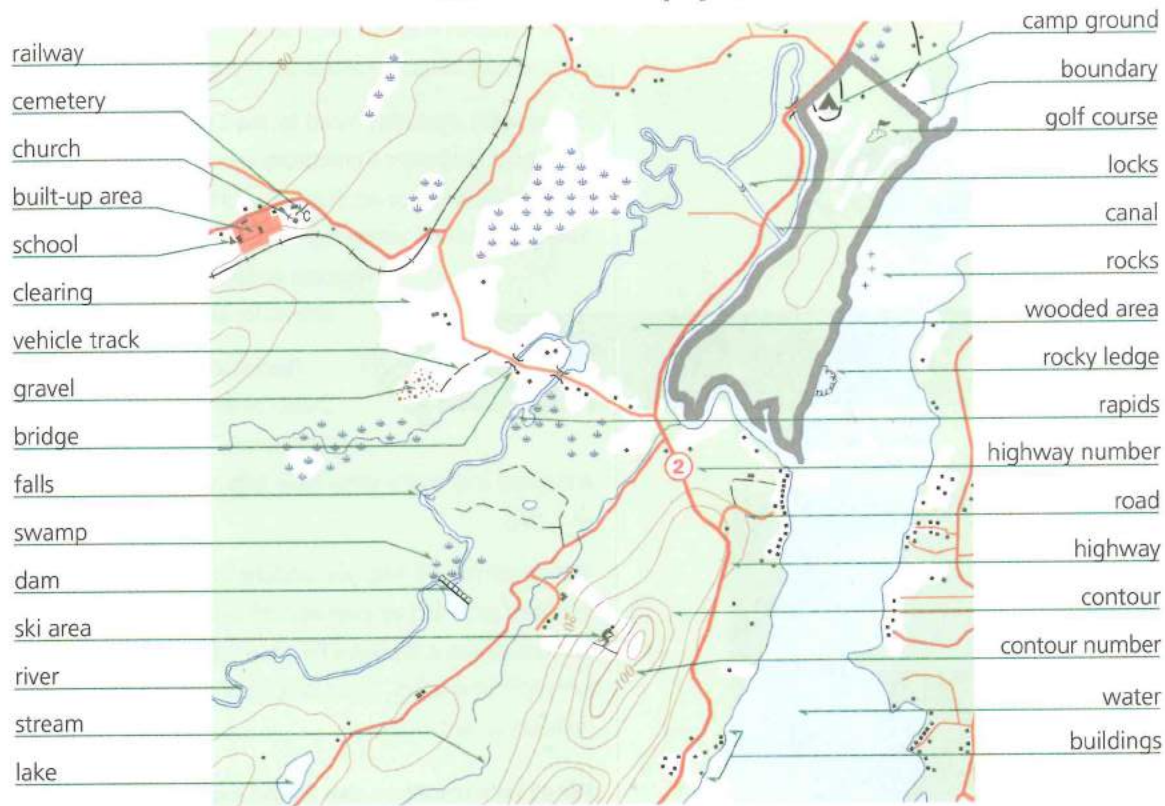 railway
cemetery
church
built-up area
school
clearing
vehicle track
gravel
bridge
falls
swamp
dam
ski area
river
stream
lake
60
C
2
20
100
camp ground
boundary
golf course
locks
canal
rocks
wooded area
rocky ledge
rapids
highway number
road
highway
contour
contour number
water
buildings